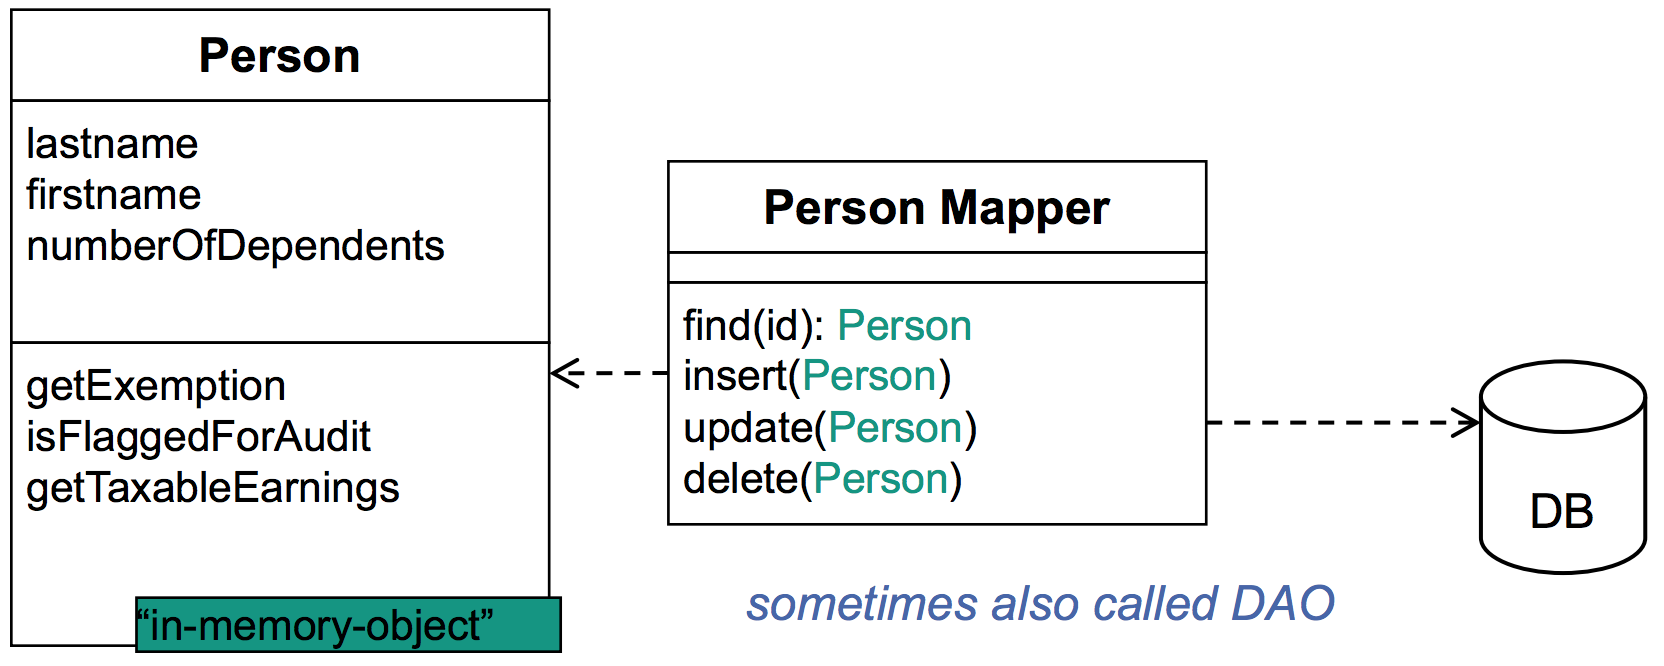 Person
lastname
firstname
numberOfDependents
getExemption
isFlaggedForAudit
getTaxableEarnings
“in-memory-object”
Person Mapper
find(id): Person
insert(Person)
update(Person)
delete(Person)
sometimes also called DAO
DB